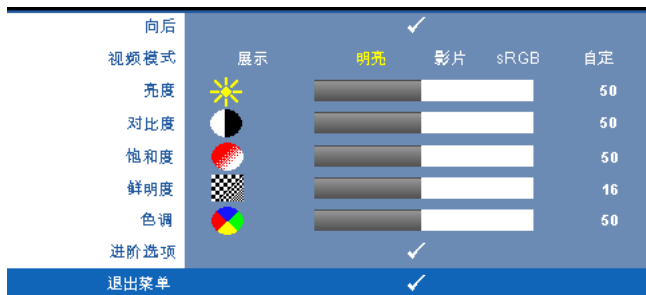 向后
视频模式 展示 明亮 影片 sRGB 自定
亮度 50
对比度 50
饱和度 50
鲜明度 16
色调 50
进阶选项
退出菜单